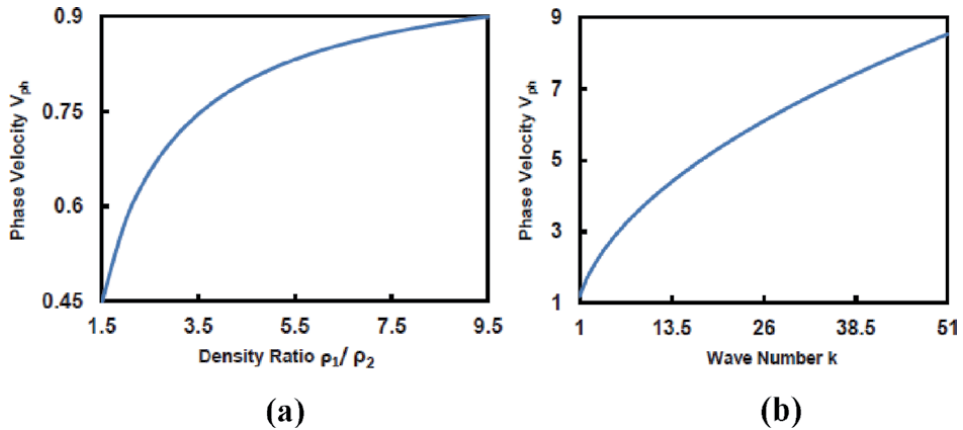 0.9
0.75
0.6
0.45
Phase Velocity Vph
1.5 3.5 5.5 7.5 9.5
Density Ratio ρ1/ ρ2
(a)
9
7
5
3
1
Phase Velocity Vph
1 13.5 26 38.5 51
Wave Number k
(b)